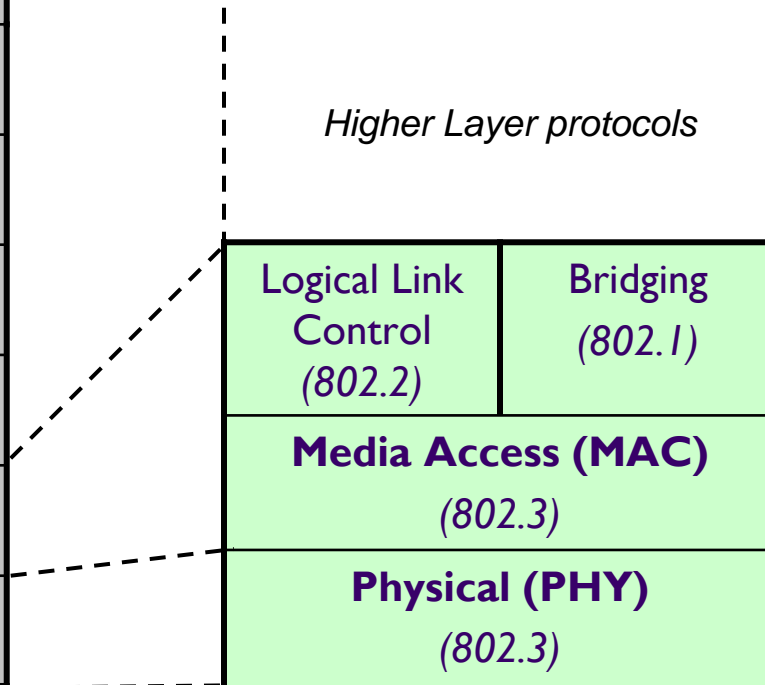 Higher Layer protocols
Logical Link
Control
(802.2)
Bridging
(802.1)
Media Access (MAC)
(802.3)
Physical (PHY)
(802.3)